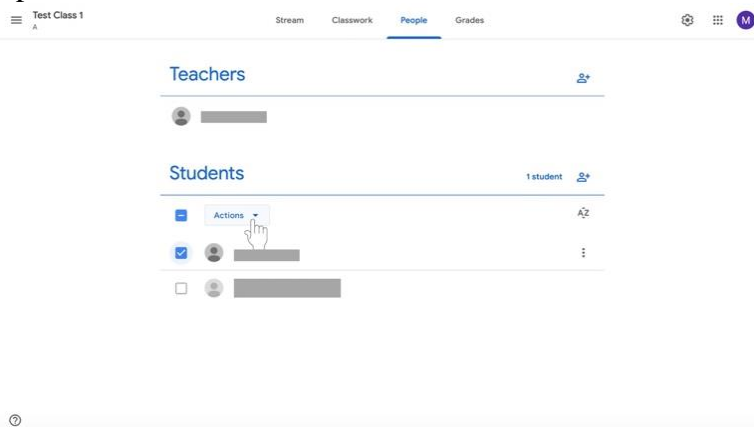 Test Class 1
A
Stream Classwork People Grades
M
Teachers
Students
1 student
Actions
AZ